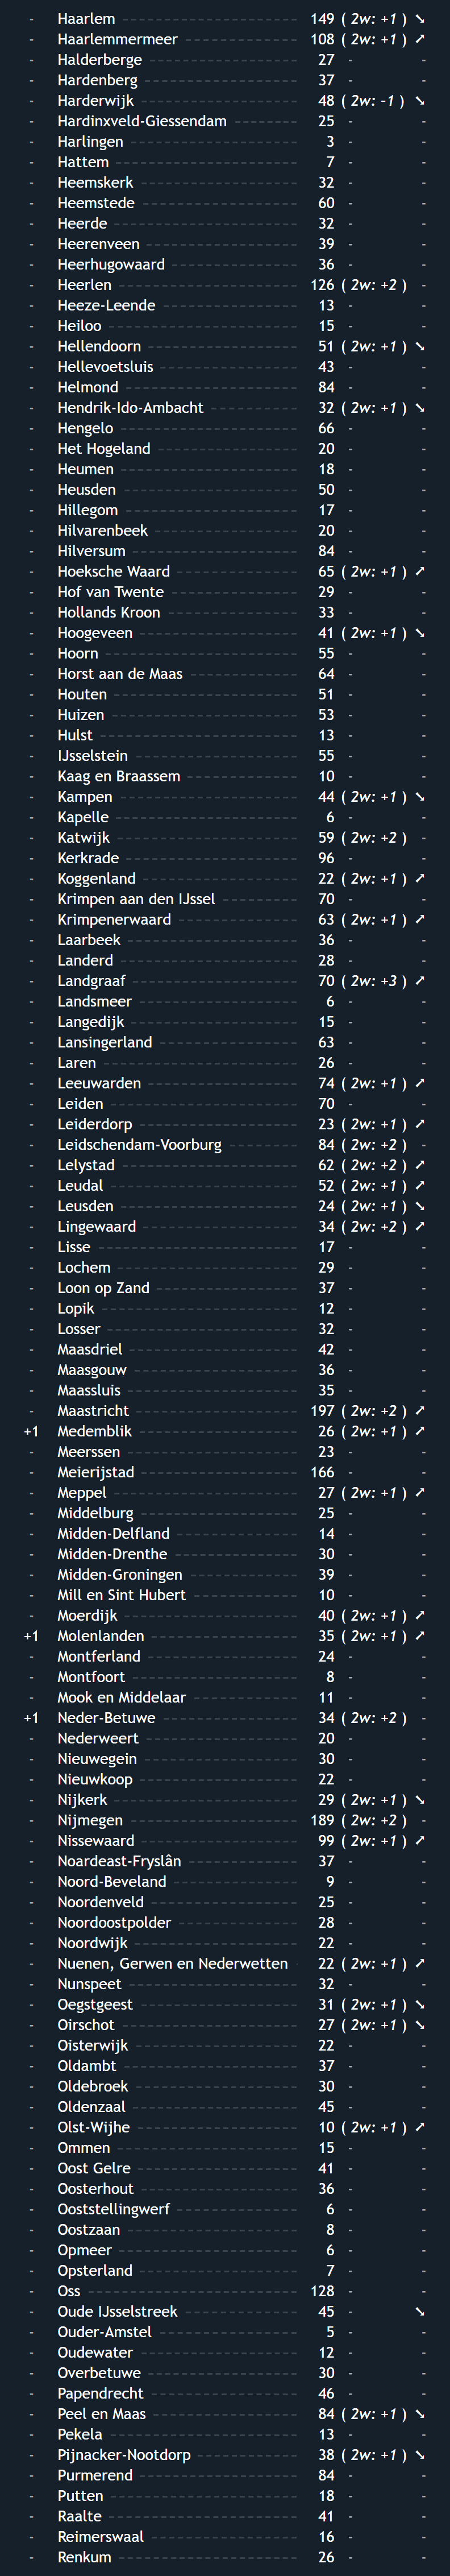 - Haarlem 149 ( 2w: +1 ) ➘
- Haarlemmermeer 108 ( 2w: +1 ) ➚
- Halderberge 27 - -
- Hardenberg 37 - -
- Harderwijk 48 ( 2w: -1 ) ➘
- Hardinxveld-Giessendam 25 - -
- Harlingen 3 - -
- Hattem 7 - -
- Heemskerk 32 - -
- Heemstede 60 - -
- Heerde 32 - -
- Heerenveen 39 - -
- Heerhugowaard 36 - -
- Heerlen 126 ( 2w: +2 ) -
- Heeze-Leende 13 - -
- Heiloo 15 - -
- Hellendoorn 51 ( 2w: +1 ) ➘
- Hellevoetsluis 43 - -
- Helmond 84 - -
- Hendrik-Ido-Ambacht 32 ( 2w: +1 ) ➘
- Hengelo 66 - -
- Het Hogeland 20 - -
- Heumen 18 - -
- Heusden 50 - -
- Hillegom 17 - -
- Hilvarenbeek 20 - -
- Hilversum 84 - -
- Hoeksche Waard 65 ( 2w: +1 ) ➚
- Hof van Twente 29 - -
- Hollands Kroon 33 - -
- Hoogeveen 41 ( 2w: +1 ) ➘
- Hoorn 55 - -
- Horst aan de Maas 64 - -
- Houten 51 - -
- Huizen 53 - -
- Hulst 13 - -
- IJsselstein 55 - -
- Kaag en Braassem 10 - -
- Kampen 44 ( 2w: +1 ) ➘
- Kapelle 6 - -
- Katwijk 59 ( 2w: +2 ) -
- Kerkrade 96 - -
- Koggenland 22 ( 2w: +1 ) ➚
- Krimpen aan den IJssel 70 - -
- Krimpenerwaard 63 ( 2w: +1 ) ➚
- Laarbeek 36 - -
- Landerd 28 - -
- Landgraaf 70 ( 2w: +3 ) ➚
- Landsmeer 6 - -
- Langedijk 15 - -
- Lansingerland 63 - -
- Laren 26 - -
- Leeuwarden 74 ( 2w: +1 ) ➚
- Leiden 70 - -
- Leiderdorp 23 ( 2w: +1 ) ➚
- Leidschendam-Voorburg 84 ( 2w: +2 ) -
- Lelystad 62 ( 2w: +2 ) ➚
- Leudal 52 ( 2w: +1 ) ➚
- Leusden 24 ( 2w: +1 ) ➘
- Lingewaard 34 ( 2w: +2 ) ➚
- Lisse 17 - -
- Lochem 29 - -
- Loon op Zand 37 - -
- Lopik 12 - -
- Losser 32 - -
- Maasdriel 42 - -
- Maasgouw 36 - -
- Maassluis 35 - -
- Maastricht 197 ( 2w: +2 ) ➚
+1 Medemblik 26 ( 2w: +1 ) ➚
- Meerssen 23 - -
- Meierijstad 166 - -
- Meppel 27 ( 2w: +1 ) ➚
- Middelburg 25 - -
- Midden-Delfland 14 - -
- Midden-Drenthe 30 - -
- Midden-Groningen 39 - -
- Mill en Sint Hubert 10 - -
- Moerdijk 40 ( 2w: +1 ) ➚
+1 Molenlanden 35 ( 2w: +1 ) ➚
- Montferland 24 - -
- Montfoort 8 - -
- Mook en Middelaar 11 - -
+1 Neder-Betuwe 34 ( 2w: +2 ) -
- Nederweert 20 - -
- Nieuwegein 30 - -
- Nieuwkoop 22 - -
- Nijkerk 29 ( 2w: +1 ) ➘
- Nijmegen 189 ( 2w: +2 ) -
- Nissewaard 99 ( 2w: +1 ) ➚
- Noardeast-Fryslân 37 - -
- Noord-Beveland 9 - -
- Noordenveld 25 - -
- Noordoostpolder 28 - -
- Noordwijk 22 - -
- Nuenen, Gerwen en Nederwetten 22 ( 2w: +1 ) ➚
- Nunspeet 32 - -
- Oegstgeest 31 ( 2w: +1 ) ➘
- Oirschot 27 ( 2w: +1 ) ➘
- Oisterwijk 22 - -
- Oldambt 37 - -
- Oldebroek 30 - -
- Oldenzaal 45 - -
- Olst-Wijhe 10 ( 2w: +1 ) ➚
- Ommen 15 - -
- Oost Gelre 41 - -
- Oosterhout 36 - -
- Ooststellingwerf 6 - -
- Oostzaan 8 - -
- Opmeer 6 - -
- Opsterland 7 - -
- Oss 128 - -
- Oude IJsselstreek 45 - ➘
- Ouder-Amstel 5 - -
- Oudewater 12 - -
- Overbetuwe 30 - -
- Papendrecht 46 - -
- Peel en Maas 84 ( 2w: +1 ) ➘
- Pekela 13 - -
- Pijnacker-Nootdorp 38 ( 2w: +1 ) ➘
- Purmerend 84 - -
- Putten 18 - -
- Raalte 41 - -
- Reimerswaal 16 - -
- Renkum 26 - -